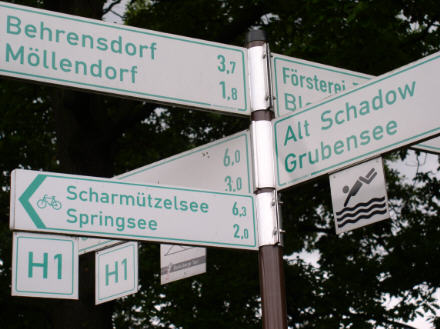 Behrensdorf 3,7
Möllendorf 1,8
Försterei
Alt Schadow
Grubensee
6,0
3,0
Scharmützelsee 6,3
Springsee 2,0
H1
H1